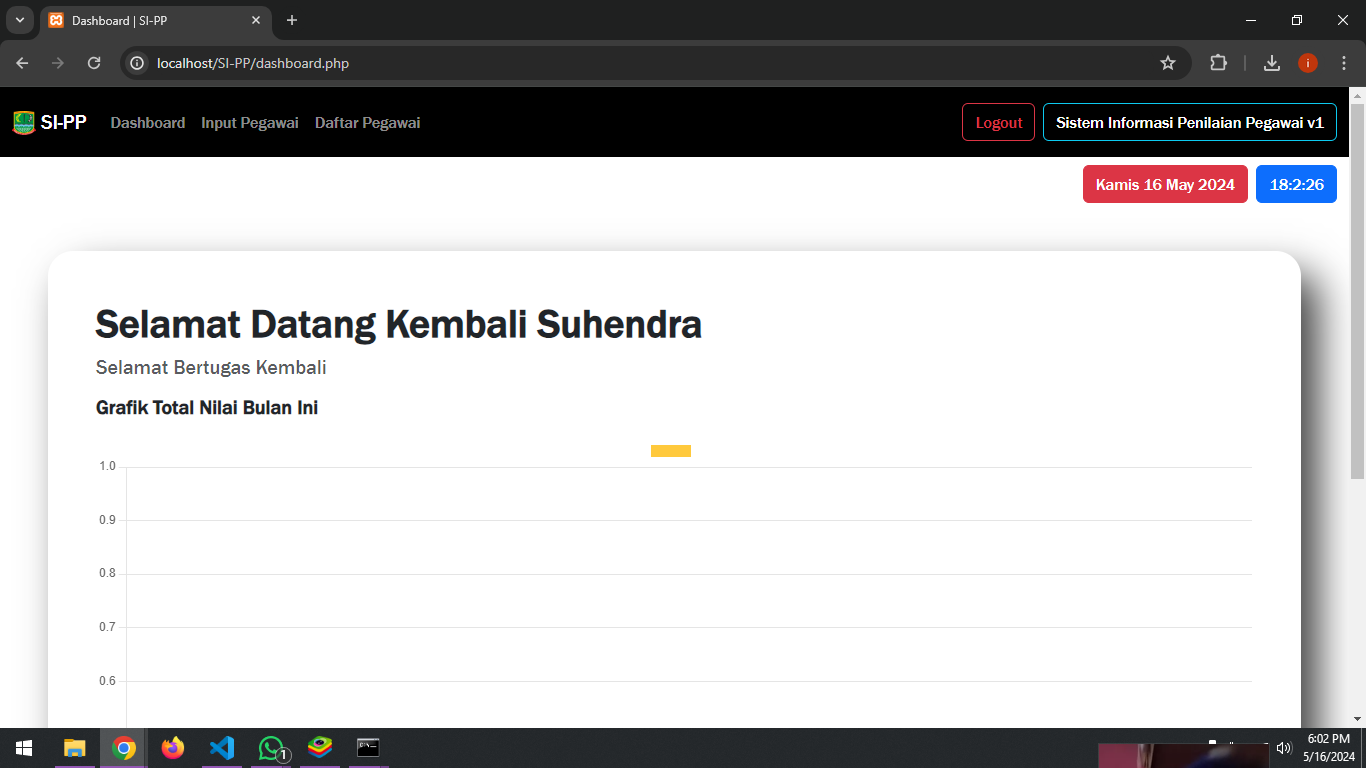 Dashboard | SI-PP
localhost/SI-PP/dashboard.php
i
SI-PP Dashboard Input Pegawai Daftar Pegawai Logout Sistem Informasi Penilaian Pegawai v1
Kamis 16 May 2024 18:2:26
Selamat Datang Kembali Suhendra
Selamat Bertugas Kembali
Grafik Total Nilai Bulan Ini
1.0
0.9
0.8
0.7
0.6
1
6:02 PM
5/16/2024